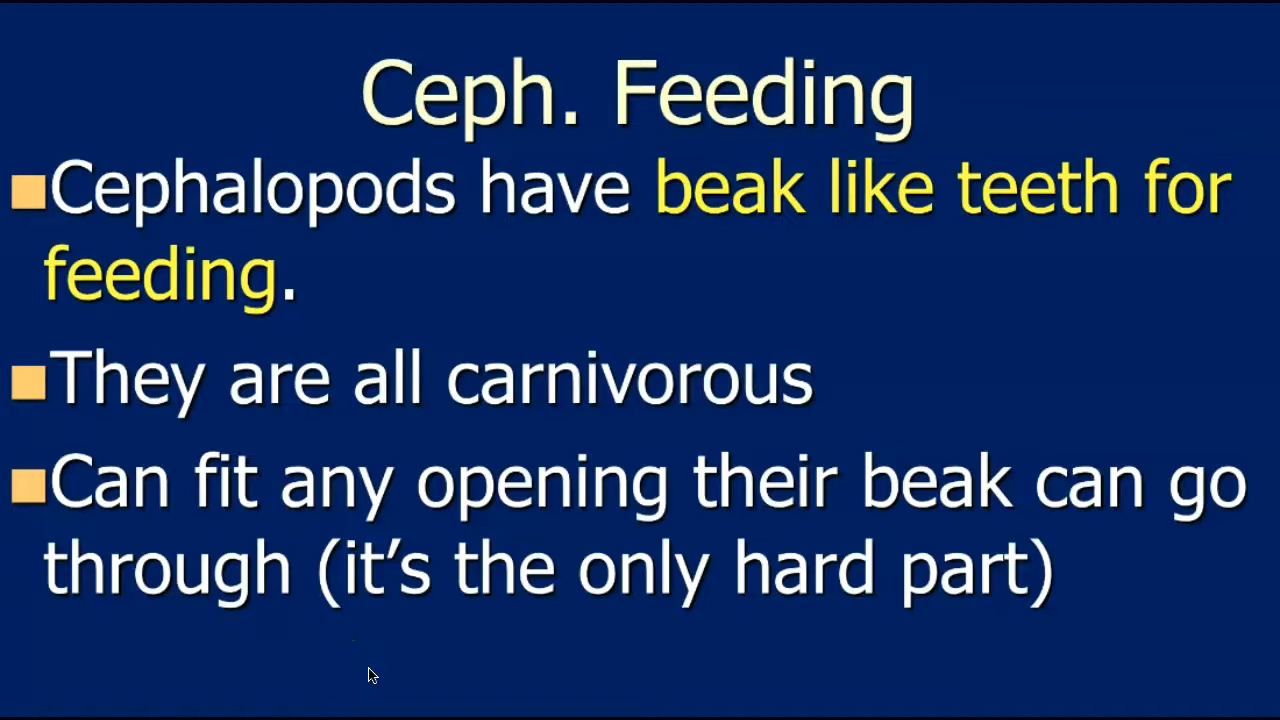 Ceph. Feeding
■Cephalopods have beak like teeth for
feeding.
■They are all carnivorous
■Can fit any opening their beak can go
through (it’s the only hard part)